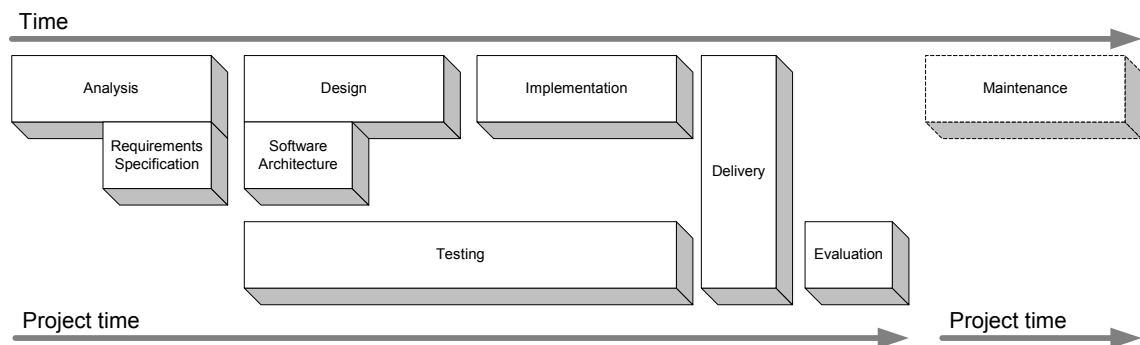 Time
Analysis
Design
Implementation
Maintenance
Requirements
Specification
Software
Architecture
Delivery
Testing
Evaluation
Project time
Project time